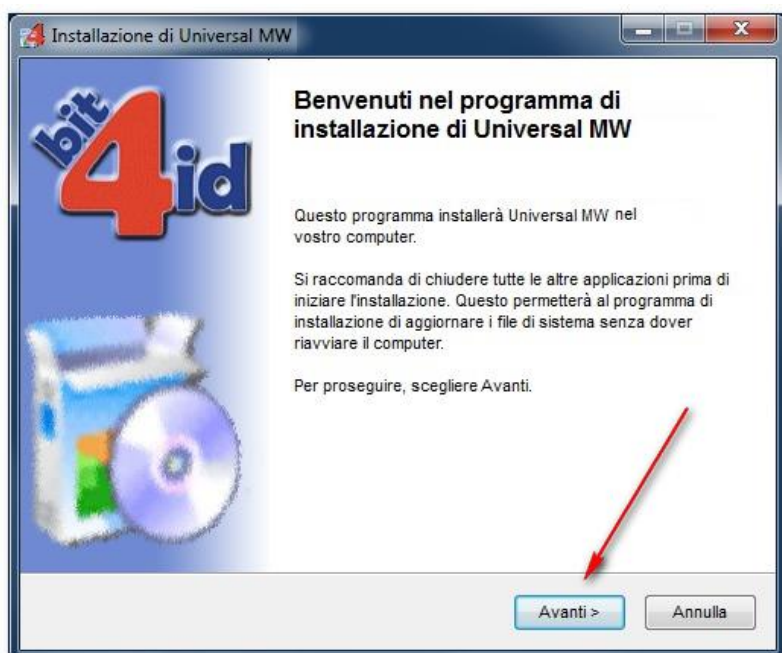 Installazione di Universal MW
bit
4id
Benvenuti nel programma di
installazione di Universal MW
Questo programma installerà Universal MW nel
vostro computer.
Si raccomanda di chiudere tutte le altre applicazioni prima di
iniziare l'installazione. Questo permetterà al programma di
installazione di aggiornare i file di sistema senza dover
riavviare il computer.
Per proseguire, scegliere Avanti.
Avanti > Annulla